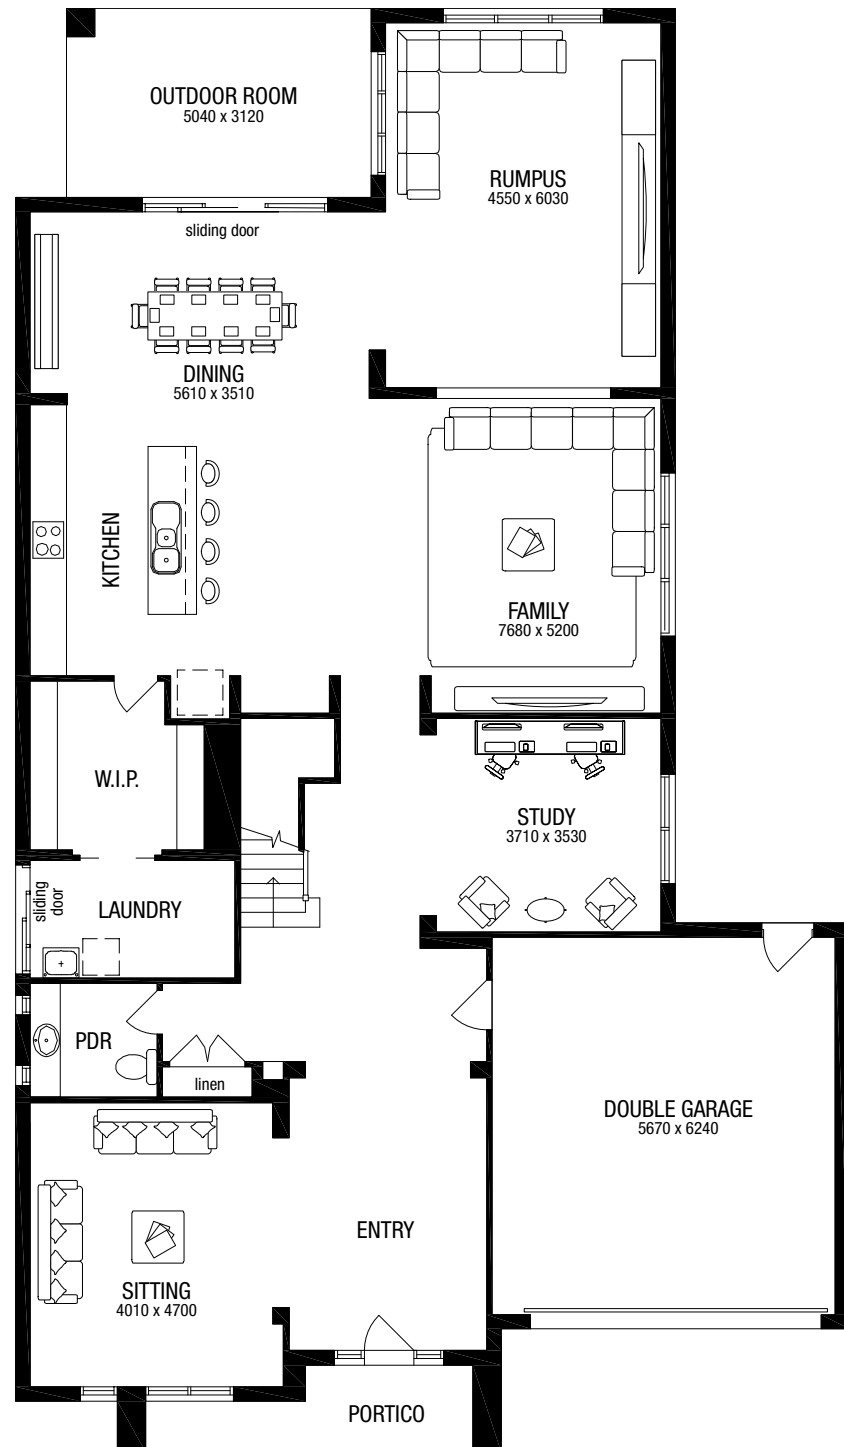 OUTDOOR ROOM
5040 x 3120
RUMPUS
4550 x 6030
sliding door
DINING
5610 x 3510
KITCHEN
FAMILY
7680 x 5200
W.I.P.
STUDY
3710 x 3530
sliding
door
LAUNDRY
PDR
linen
DOUBLE GARAGE
5670 x 6240
ENTRY
SITTING
4010 x 4700
PORTICO